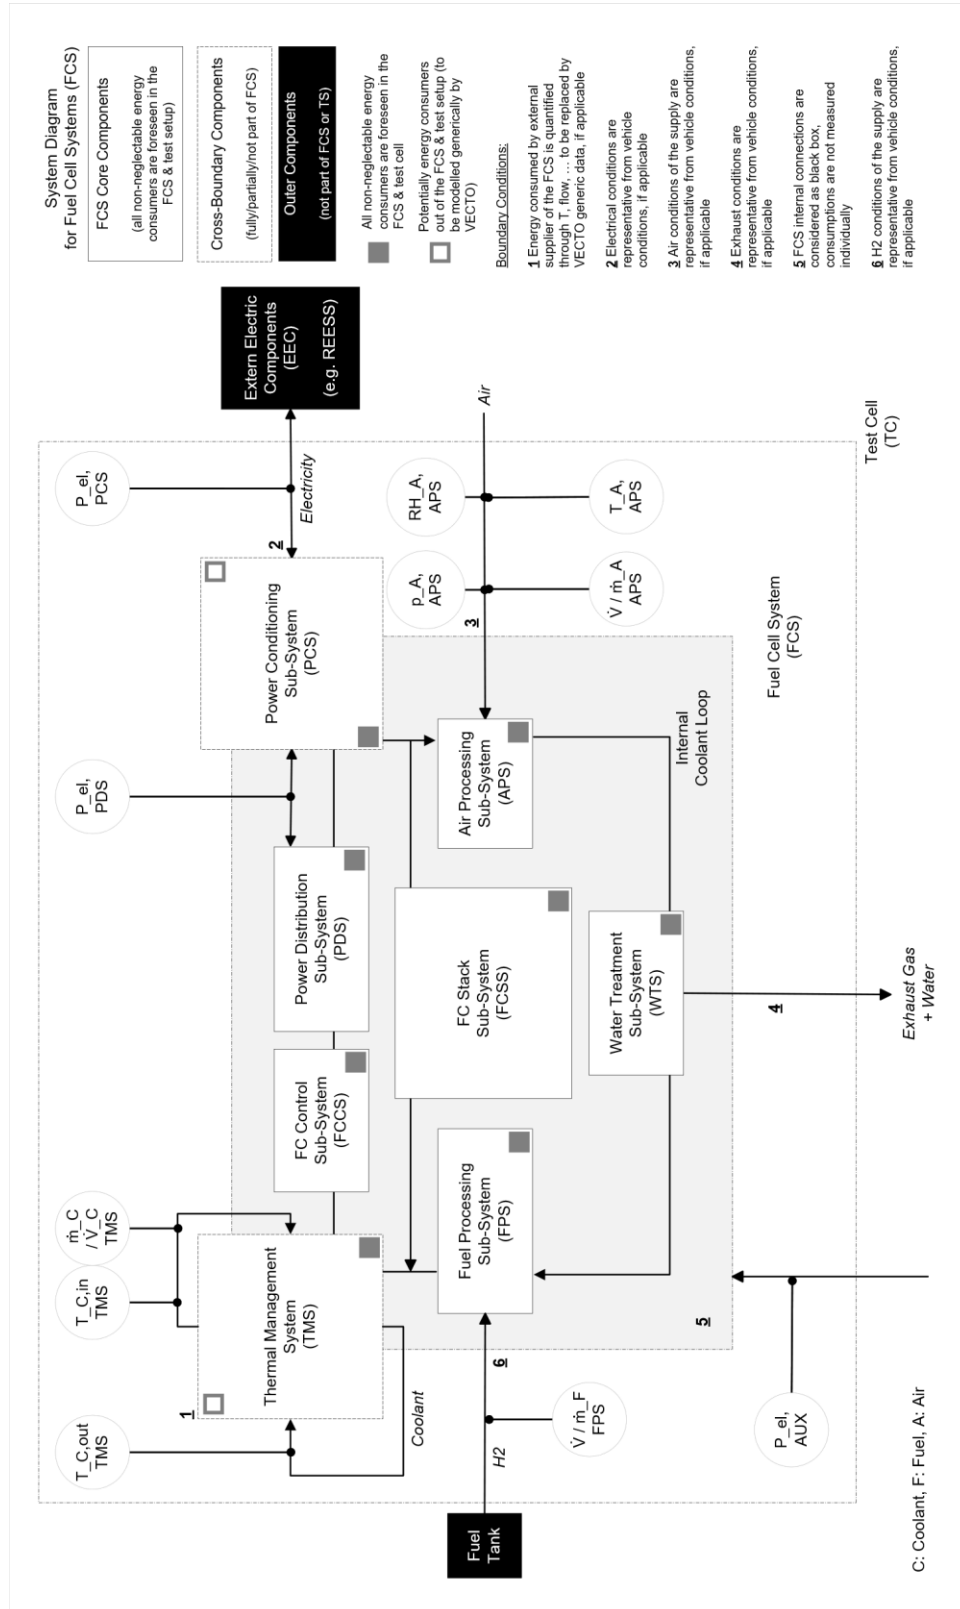 System Diagram
for Fuel Cell Systems (FCS)
FCS Core Components
(all non-neglectable energy
consumers are foreseen in the
FCS & test setup)
Cross-Boundary Components
(fully/partially/not part of FCS)
Outer Components
(not part of FCS or TS)
All non-neglectable energy
consumers are foreseen in the
FCS & test cell
Potentially energy consumers
out of the FCS & test setup (to
be modelled generically by
VECTO)
Boundary Conditions:
1 Energy consumed by external
supplier of the FCS is quantified
through T, flow, … to be replaced by
VECTO generic data, if applicable
2 Electrical conditions are
representative from vehicle
conditions, if applicable
3 Air conditions of the supply are
representative from vehicle conditions,
if applicable
4 Exhaust conditions are
representative from vehicle conditions,
if applicable
5 FCS internal connections are
considered as black box,
consumptions are not measured
individually
6 H2 conditions of the supply are
representative from vehicle conditions,
if applicable
T_C,out
TMS
T_C,in
TMS
ṁ_C
/ V̇_C
TMS
P_el,
PDS
P_el,
PCS
1
Thermal Management
System
(TMS)
Coolant
FC Control
Sub-System
(FCCS)
Power Distribution
Sub-System
(PDS)
Power Conditioning
Sub-System
(PCS)
2
Electricity
Extern Electric
Components
(EEC)
(e.g. REESS)
Fuel
Tank
H2
6
V̇ / ṁ_F
FPS
Fuel Processing
Sub-System
(FPS)
FC Stack
Sub-System
(FCSS)
Air Processing
Sub-System
(APS)
3
p_A,
APS
RH_A,
APS
Air
V̇ / ṁ_A
APS
T_A,
APS
Water Treatment
Sub-System
(WTS)
Internal
Coolant Loop
5
4
P_el,
AUX
Fuel Cell System
(FCS)
Test Cell
(TC)
Exhaust Gas
+ Water
C: Coolant, F: Fuel, A: Air